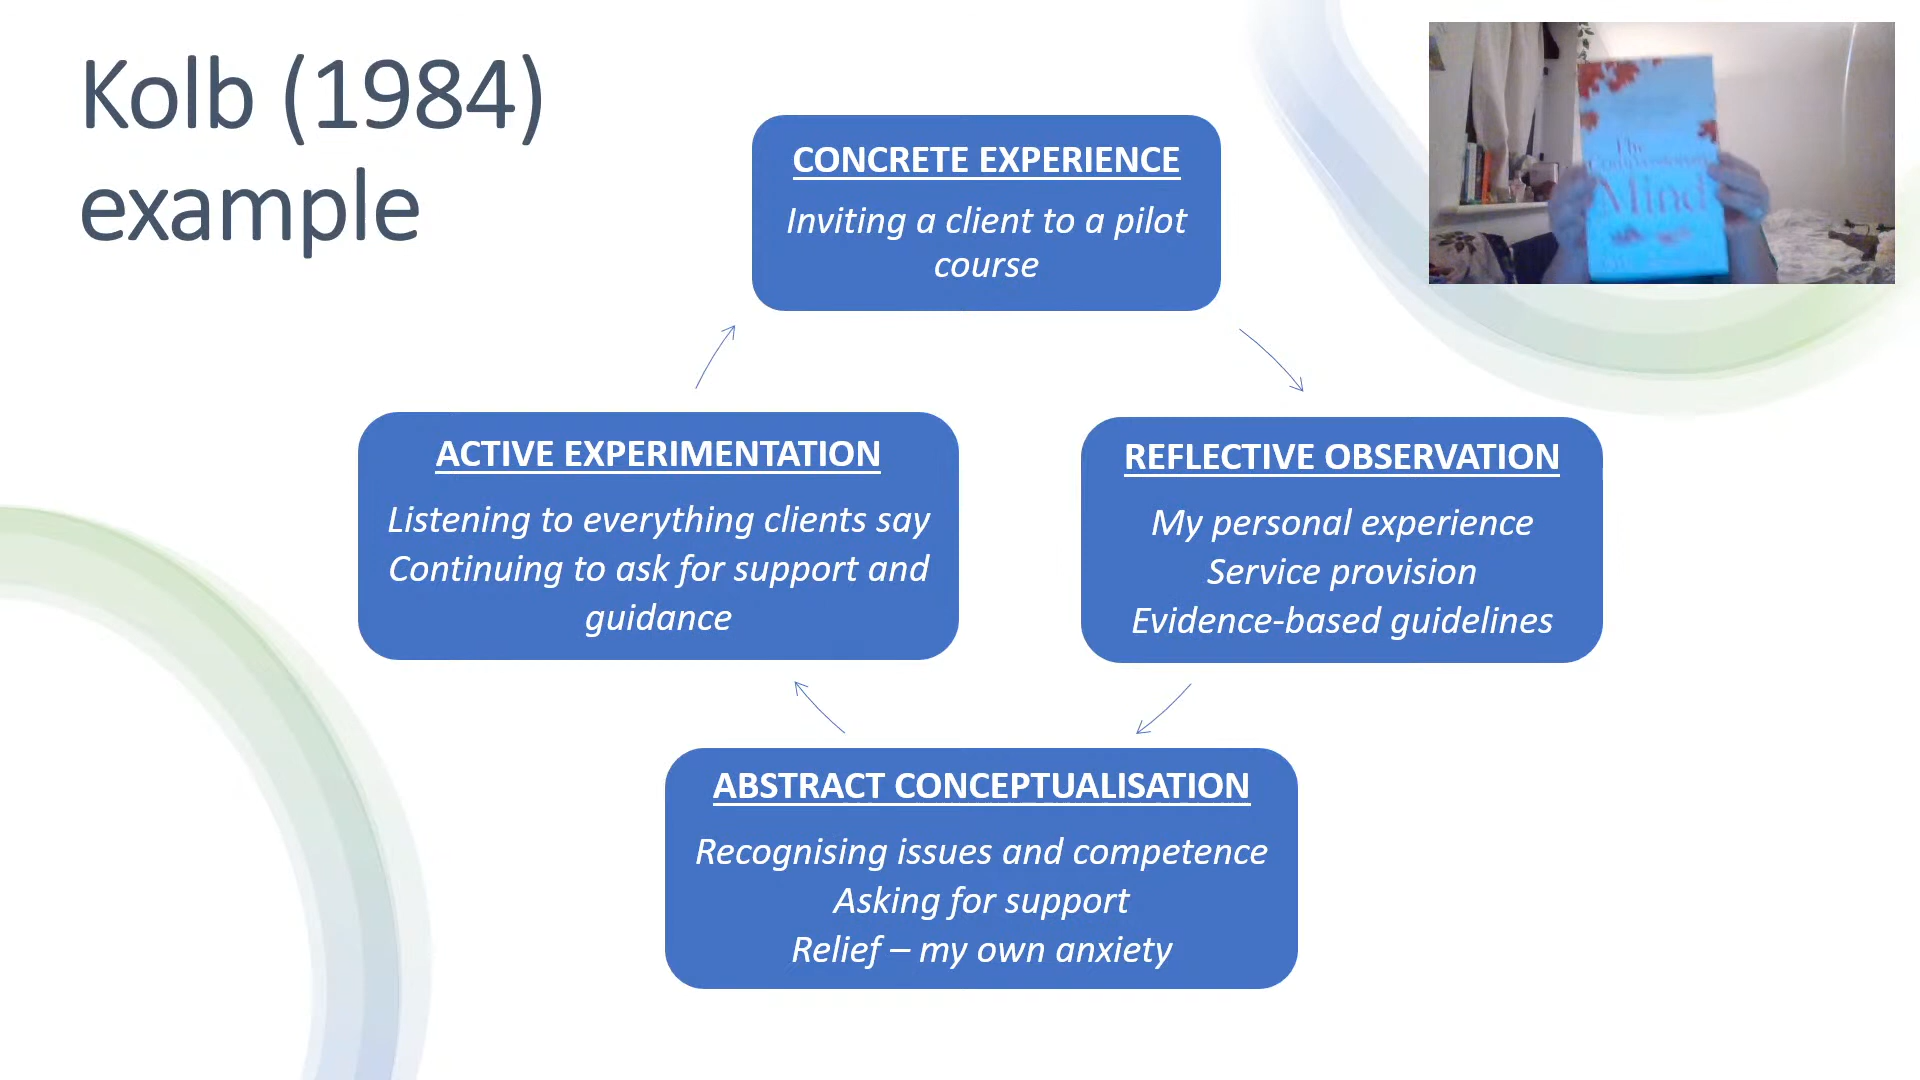 Kolb (1984)
example
CONCRETE EXPERIENCE
Inviting a client to a pilot
course
REFLECTIVE OBSERVATION
My personal experience
Service provision
Evidence-based guidelines
ABSTRACT CONCEPTUALISATION
Recognising issues and competence
Asking for support
Relief – my own anxiety
ACTIVE EXPERIMENTATION
Listening to everything clients say
Continuing to ask for support and
guidance
The
Mind